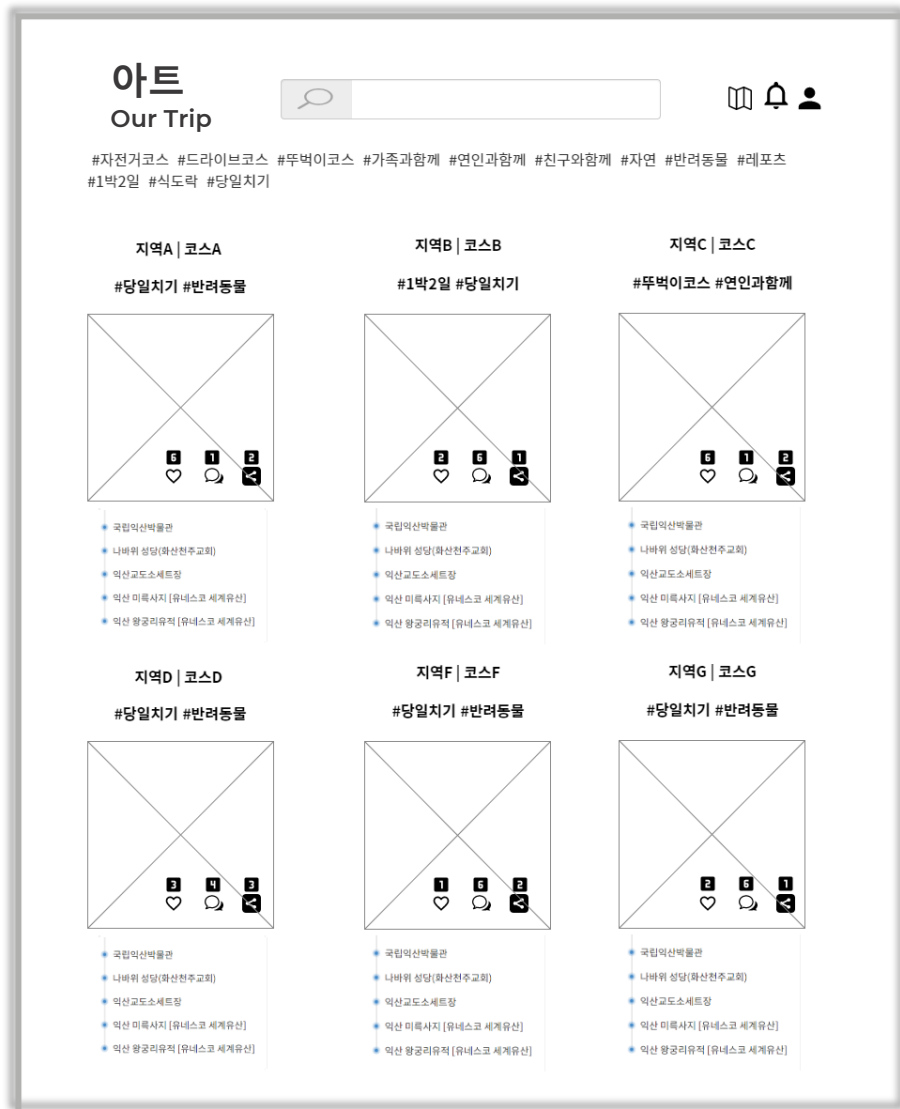 아트
Our Trip
#자전거코스 #드라이브코스 #뚜벅이코스 #가족과함께 #연인과함께 #친구와함께 #자연 #반려동물 #레포츠
#1박2일 #식도락 #당일치기
지역A | 코스A
#당일치기 #반려동물
6 1 2
국립익산박물관
나바위 성당(화산천주교회)
익산교도소세트장
익산 미륵사지 [유네스코 세계유산]
익산 왕궁리유적 [유네스코 세계유산]
지역B | 코스B
#1박2일 #당일치기
2 6 1
국립익산박물관
나바위 성당(화산천주교회)
익산교도소세트장
익산 미륵사지 [유네스코 세계유산]
익산 왕궁리유적 [유네스코 세계유산]
지역C | 코스C
#뚜벅이코스 #연인과함께
6 1 2
국립익산박물관
나바위 성당(화산천주교회)
익산교도소세트장
익산 미륵사지 [유네스코 세계유산]
익산 왕궁리유적 [유네스코 세계유산]
지역D | 코스D
#당일치기 #반려동물
3 4 3
국립익산박물관
나바위 성당(화산천주교회)
익산교도소세트장
익산 미륵사지 [유네스코 세계유산]
익산 왕궁리유적 [유네스코 세계유산]
지역F | 코스F
#당일치기 #반려동물
1 6 2
국립익산박물관
나바위 성당(화산천주교회)
익산교도소세트장
익산 미륵사지 [유네스코 세계유산]
익산 왕궁리유적 [유네스코 세계유산]
지역G | 코스G
#당일치기 #반려동물
2 6 1
국립익산박물관
나바위 성당(화산천주교회)
익산교도소세트장
익산 미륵사지 [유네스코 세계유산]
익산 왕궁리유적 [유네스코 세계유산]